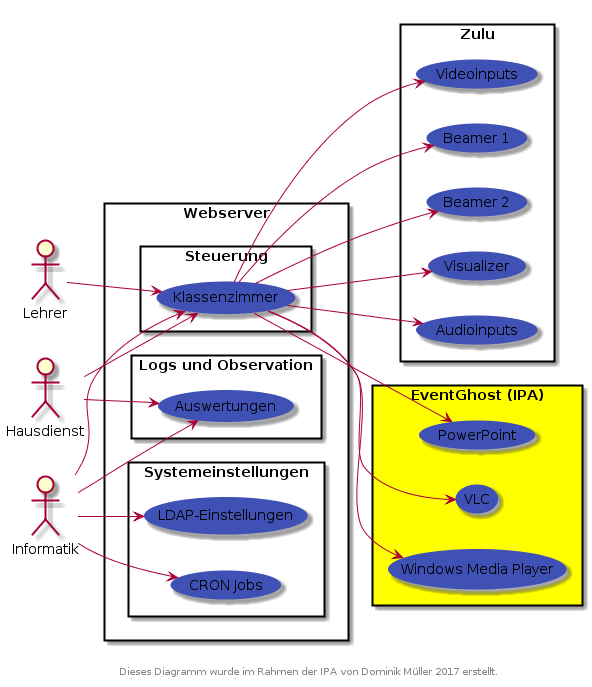 Zulu
Videoinputs
Beamer 1
Beamer 2
Visualizer
Audioinputs
Webserver
Steuerung
Klassenzimmer
Logs und Observation
Auswertungen
Systemeinstellungen
LDAP-Einstellungen
CRON Jobs
Lehrer
Hausdienst
Informatik
EventGhost (IPA)
PowerPoint
VLC
Windows Media Player
Dieses Diagramm wurde im Rahmen der IPA von Dominik Müller 2017 erstellt.